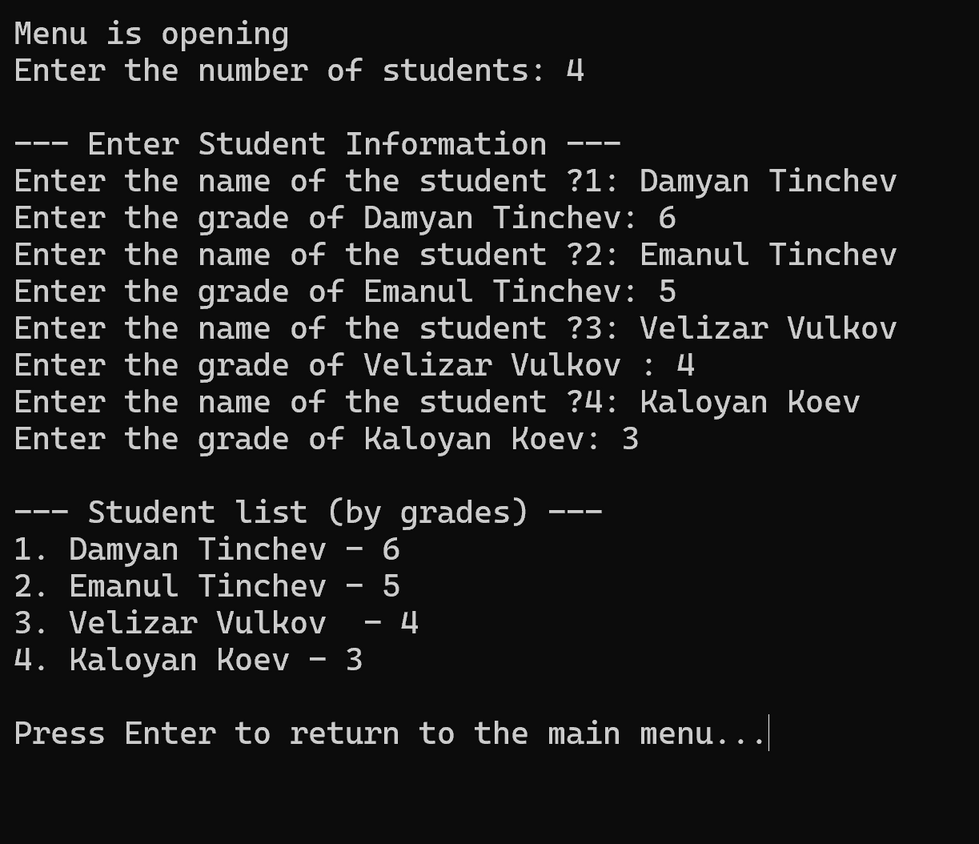 Menu is opening
Enter the number of students: 4
--- Enter Student Information ---
Enter the name of the student ?1: Damyan Tinchev
Enter the grade of Damyan Tinchev: 6
Enter the name of the student ?2: Emanul Tinchev
Enter the grade of Emanul Tinchev: 5
Enter the name of the student ?3: Velizar Vulkov
Enter the grade of Velizar Vulkov : 4
Enter the name of the student ?4: Kaloyan Koev
Enter the grade of Kaloyan Koev: 3
--- Student list (by grades) ---
1. Damyan Tinchev - 6
2. Emanul Tinchev - 5
3. Velizar Vulkov  - 4
4. Kaloyan Koev - 3
Press Enter to return to the main menu...